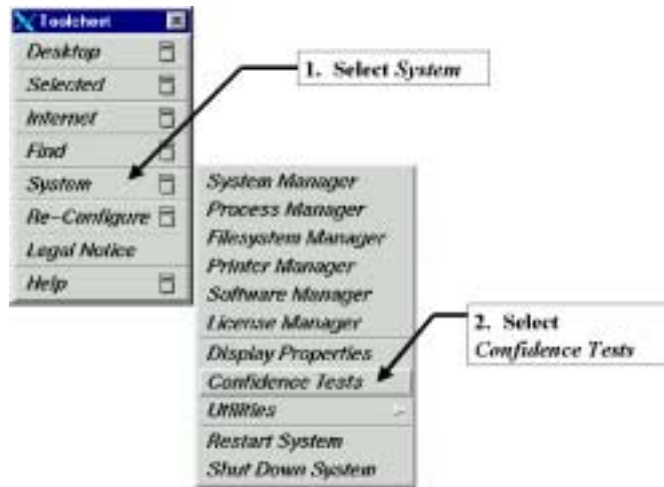 Toolchest
Desktop
Selected
Internet
Find
System
Re-Configure
Legal Notice
Help
1. Select System
System Manager
Process Manager
Filesystem Manager
Printer Manager
Software Manager
License Manager
Display Properties
Confidence Tests
Utilities
Restart System
Shut Down System
2. Select
Confidence Tests